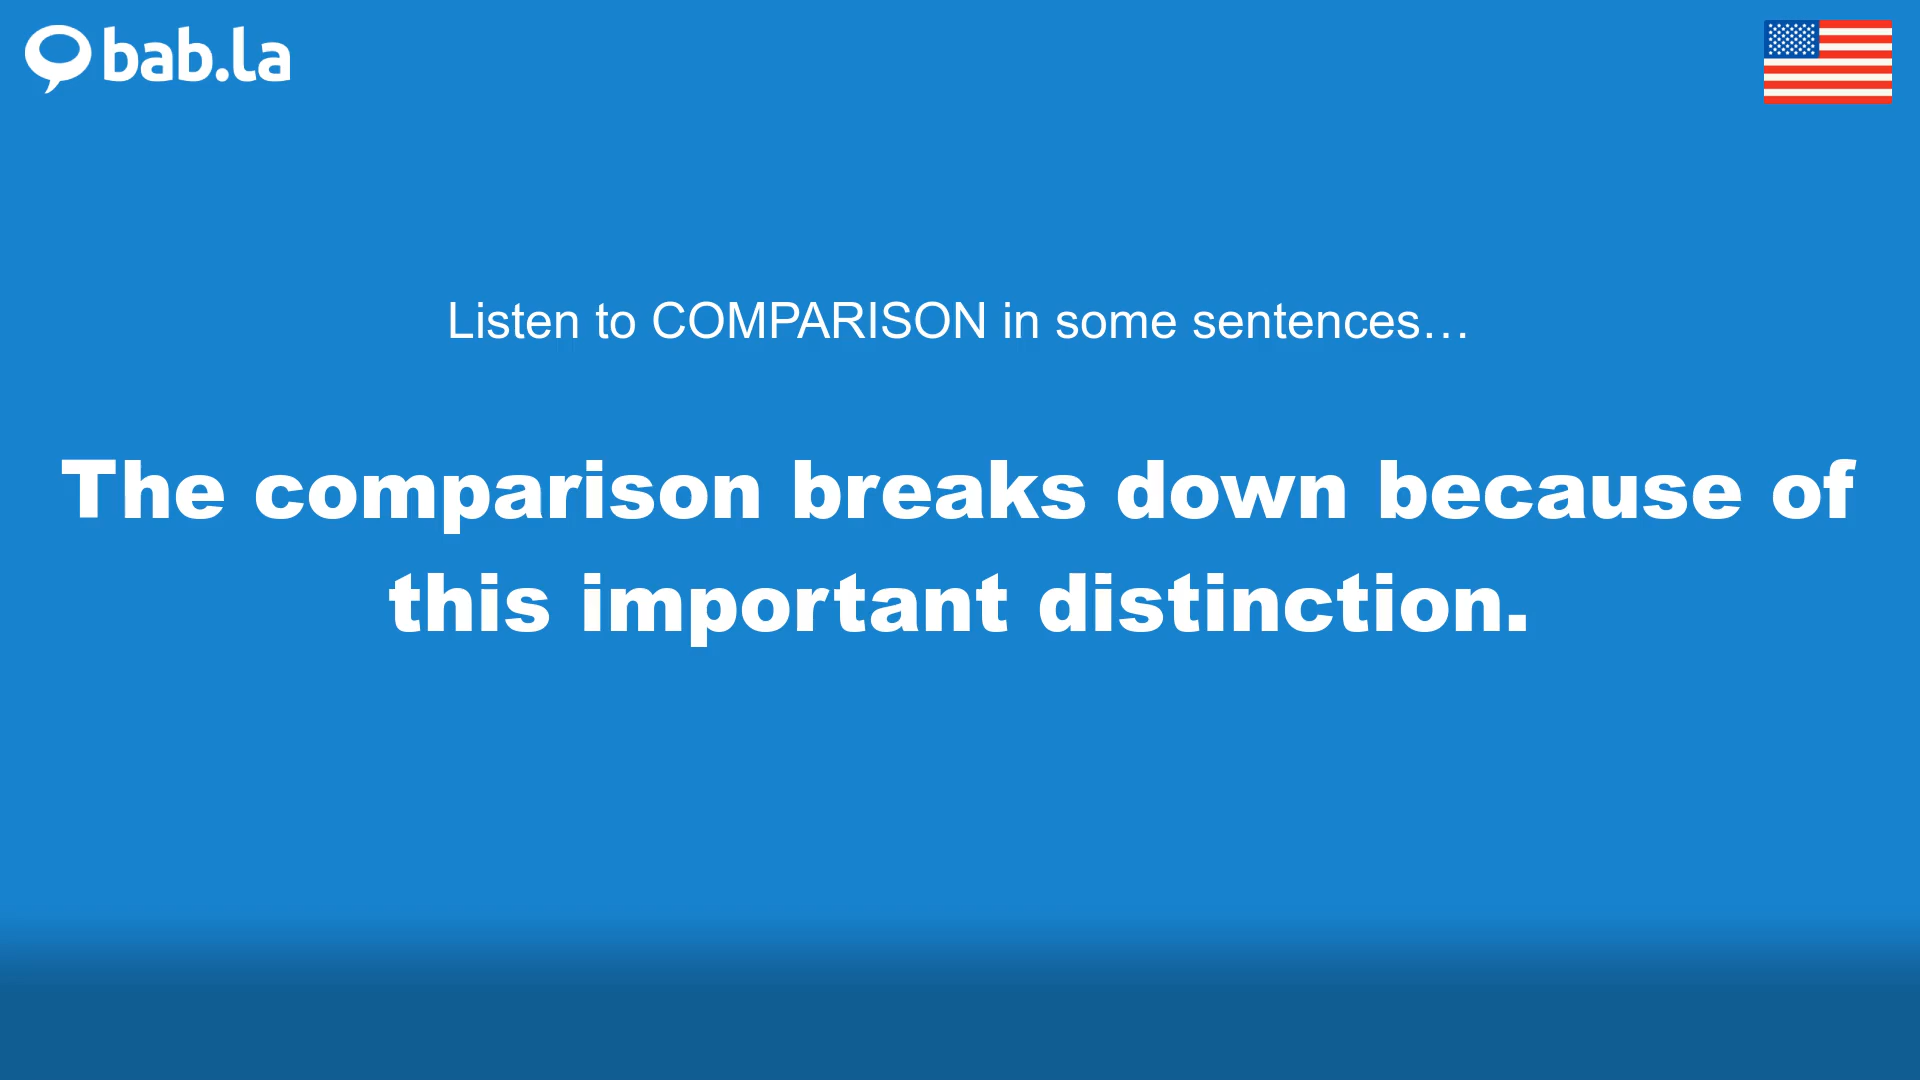 bab.la
Listen to COMPARISON in some sentences…
The comparison breaks down because of
this important distinction.